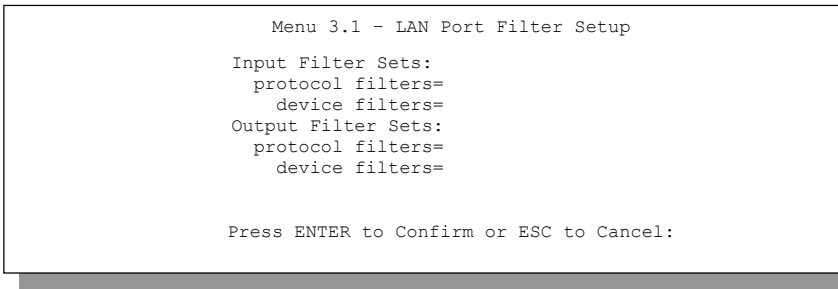 Menu 3.1 – LAN Port Filter Setup
Input Filter Sets:
protocol filters=
device filters=
Output Filter Sets:
protocol filters=
device filters=
Press ENTER to Confirm or ESC to Cancel: